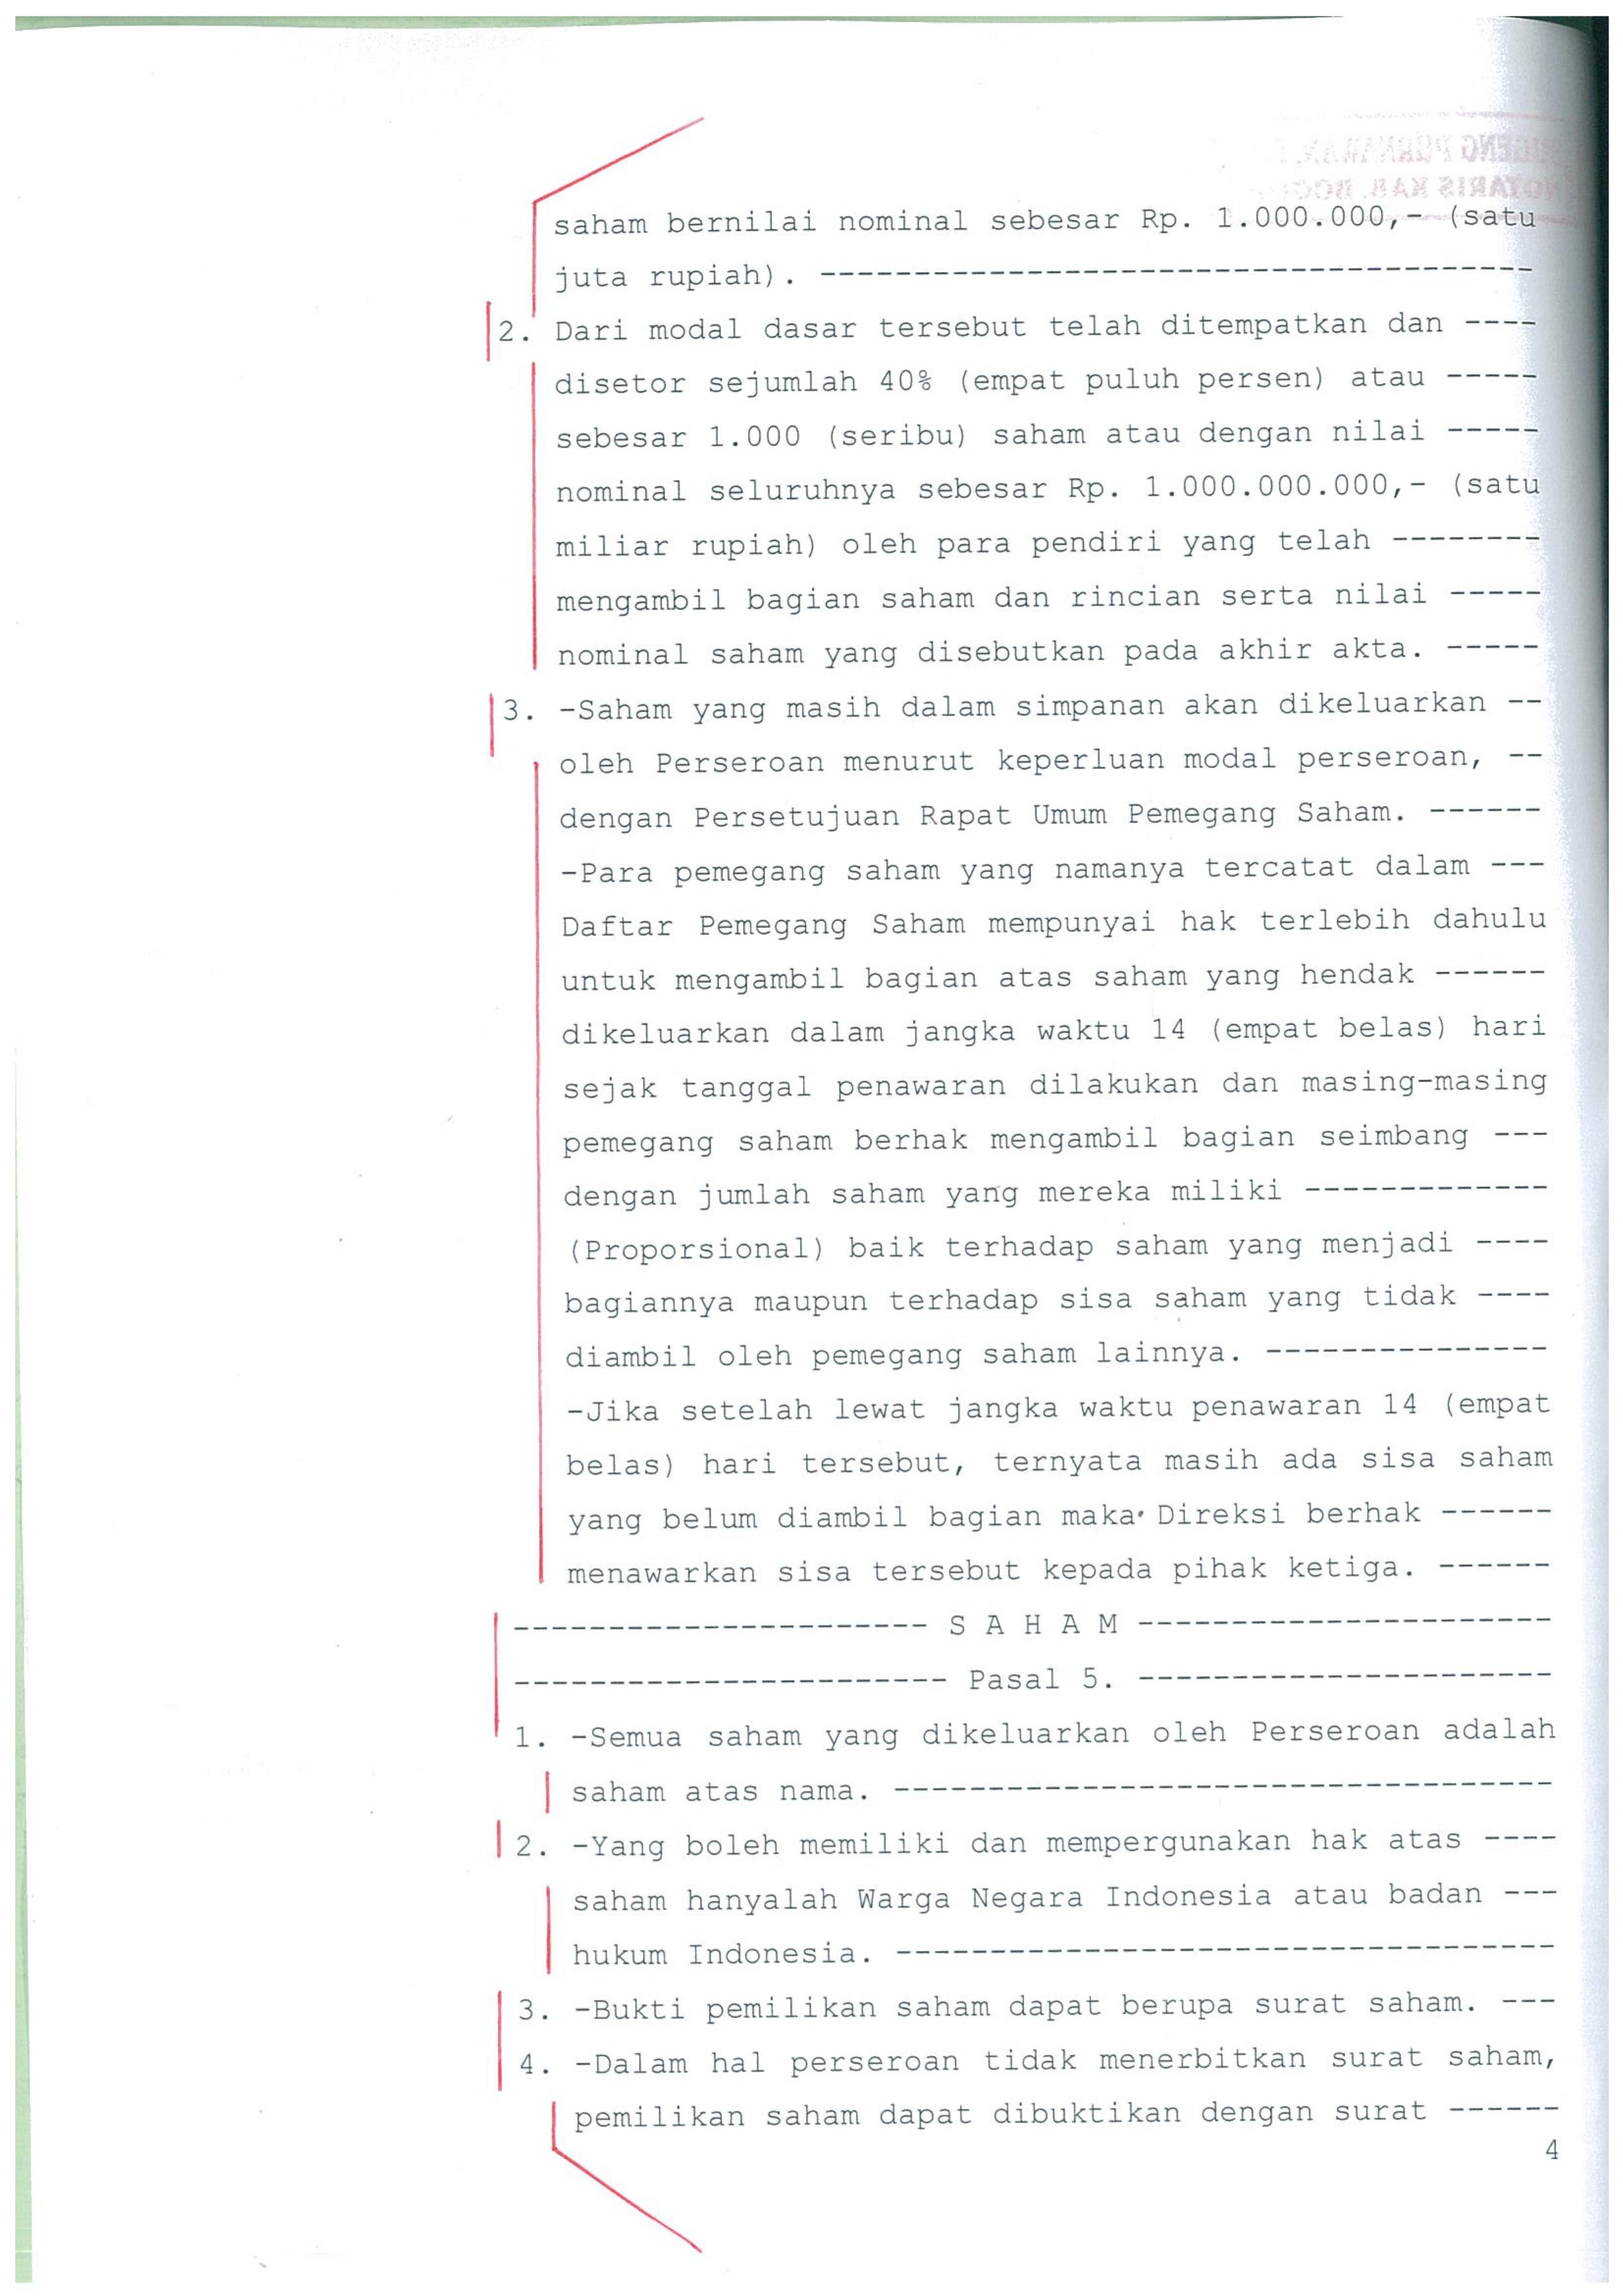 saham bernilai nominal sebesar Rp. 1.000.000,- (satu
juta rupiah). -------------------------------------
2. Dari modal dasar tersebut telah ditempatkan dan ----
disetor sejumlah 40% (empat puluh persen) atau -----
sebesar 1.000 (seribu) saham atau dengan nilai -----
nominal seluruhnya sebesar Rp. 1.000.000.000,- (satu
miliar rupiah) oleh para pendiri yang telah --------
mengambil bagian saham dan rincian serta nilai -----
nominal saham yang disebutkan pada akhir akta. -----
3. -Saham yang masih dalam simpanan akan dikeluarkan --
oleh Perseroan menurut keperluan modal perseroan, --
dengan Persetujuan Rapat Umum Pemegang Saham. ------
-Para pemegang saham yang namanya tercatat dalam ---
Daftar Pemegang Saham mempunyai hak terlebih dahulu
untuk mengambil bagian atas saham yang hendak ------
dikeluarkan dalam jangka waktu 14 (empat belas) hari
sejak tanggal penawaran dilakukan dan masing-masing
pemegang saham berhak mengambil bagian seimbang ---
dengan jumlah saham yang mereka miliki -------------
(Proporsional) baik terhadap saham yang menjadi ----
bagiannya maupun terhadap sisa saham yang tidak ----
diambil oleh pemegang saham lainnya. ---------------
-Jika setelah lewat jangka waktu penawaran 14 (empat
belas) hari tersebut, ternyata masih ada sisa saham
yang belum diambil bagian maka Direksi berhak ------
menawarkan sisa tersebut kepada pihak ketiga. ------
---------------------- S A H A M ----------------------
----------------------- Pasal 5. ----------------------
1. -Semua saham yang dikeluarkan oleh Perseroan adalah
saham atas nama. -----------------------------------
2. -Yang boleh memiliki dan mempergunakan hak atas ----
saham hanyalah Warga Negara Indonesia atau badan ---
hukum Indonesia. -----------------------------------
3. -Bukti pemilikan saham dapat berupa surat saham. ---
4. -Dalam hal perseroan tidak menerbitkan surat saham,
pemilikan saham dapat dibuktikan dengan surat ------
4